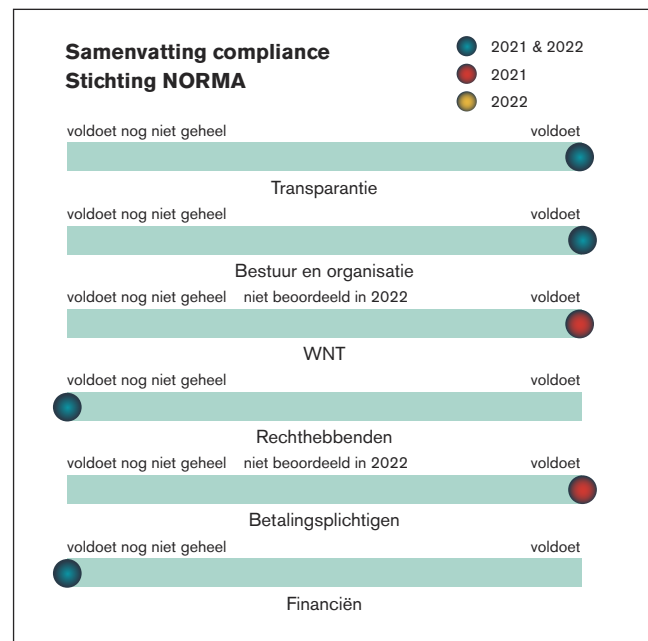 Samenvatting compliance
Stichting NORMA
2021 & 2022
2021
2022
voldoet nog niet geheel voldoet
Transparantie
voldoet nog niet geheel voldoet
Bestuur en organisatie
voldoet nog niet geheel niet beoordeeld in 2022 voldoet
WNT
voldoet nog niet geheel voldoet
Rechthebbenden
voldoet nog niet geheel niet beoordeeld in 2022 voldoet
Betalingsplichtigen
voldoet nog niet geheel voldoet
Financiën